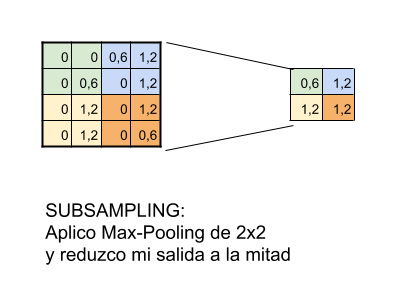 0 0 0,6 1,2
0 0,6 0 1,2
0 1,2 0 1,2
0 1,2 0 0,6
0,6 1,2
1,2 1,2
SUBSAMPLING:
Aplico Max-Pooling de 2x2
y reduzco mi salida a la mitad